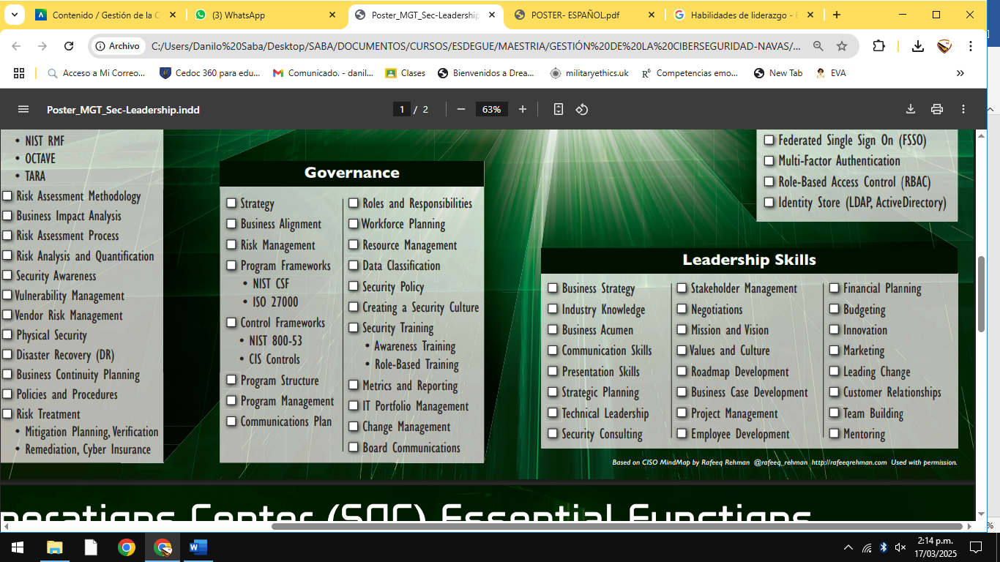 Contenido / Gestión de la C
(3) WhatsApp
Poster_MGT_Sec-Leadership
POSTER- ESPAÑOL.pdf
Habilidades de liderazgo -
Archivo
C:/Users/Danilo%20Saba/Desktop/SABA/DOCUMENTOS/CURSOS/ESDEGUE/MAESTRIA/GESTIÓN%20DE%20LA%20CIBERSEGURIDAD-NAVAS/...
Acceso a Mi Correo...
Cedoc 360 para edu...
Comunicado. - danil...
Clases
Bienvenidos a Drea...
militaryethics.uk
Competencias emo...
New Tab
EVA
Poster_MGT_Sec-Leadership.indd
1 / 2
63%
• NIST RMF
• OCTAVE
• TARA
Risk Assessment Methodology
Business Impact Analysis
Risk Assessment Process
Risk Analysis and Quantification
Security Awareness
Vulnerability Management
Vendor Risk Management
Physical Security
Disaster Recovery (DR)
Business Continuity Planning
Policies and Procedures
Risk Treatment
• Mitigation Planning, Verification
• Remediation, Cyber Insurance
Governance
Strategy
Business Alignment
Risk Management
Program Frameworks
• NIST CSF
• ISO 27000
Control Frameworks
• NIST 800-53
• CIS Controls
Program Structure
Program Management
Communications Plan
Roles and Responsibilities
Workforce Planning
Resource Management
Data Classification
Security Policy
Creating a Security Culture
Security Training
• Awareness Training
• Role-Based Training
Metrics and Reporting
IT Portfolio Management
Change Management
Board Communications
Federated Single Sign On (FSSO)
Multi-Factor Authentication
Role-Based Access Control (RBAC)
Identity Store (LDAP, ActiveDirectory)
Leadership Skills
Business Strategy
Industry Knowledge
Business Acumen
Communication Skills
Presentation Skills
Strategic Planning
Technical Leadership
Security Consulting
Stakeholder Management
Negotiations
Mission and Vision
Values and Culture
Roadmap Development
Business Case Development
Project Management
Employee Development
Financial Planning
Budgeting
Innovation
Marketing
Leading Change
Customer Relationships
Team Building
Mentoring
Based on CISO MindMap by Rafeeq Rehman @rafeeq_rehman http://rafeeqrehman.com Used with permission.
perations Center (SOC) Essential Functions
%
2:14 p.m.
17/03/2025